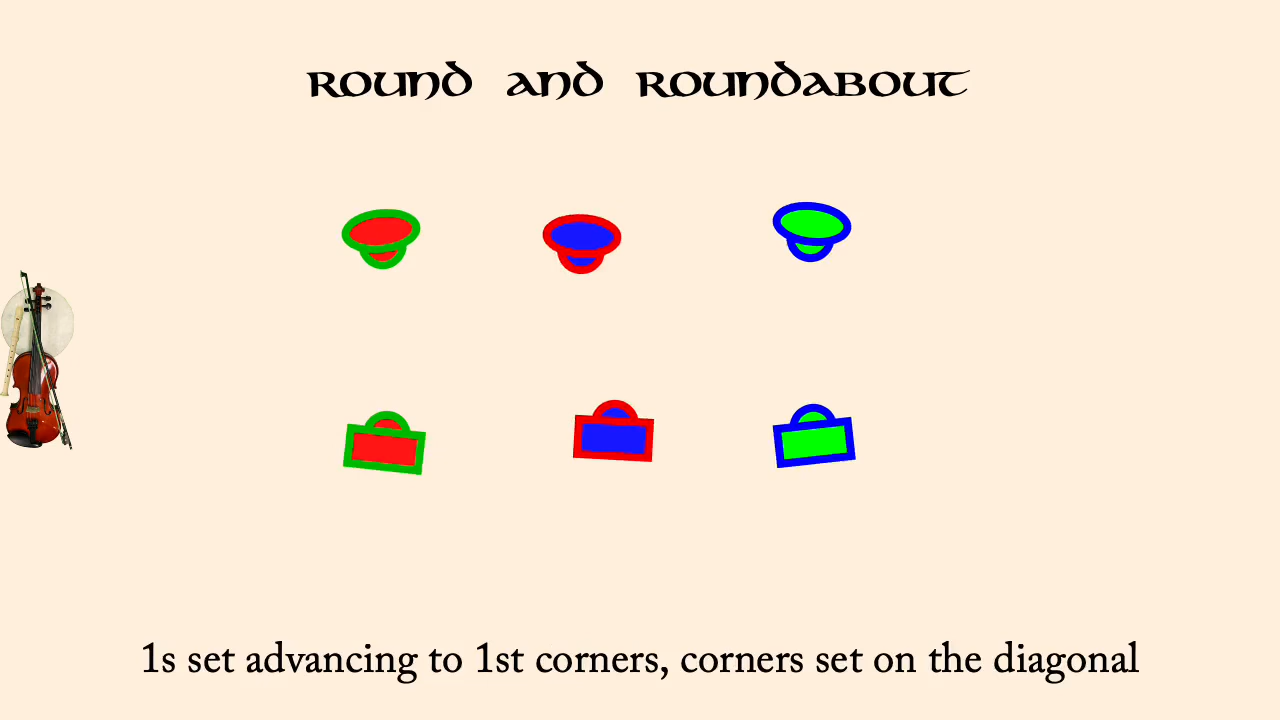 Round and Roundabout
1s set advancing to 1st corners, corners set on the diagonal